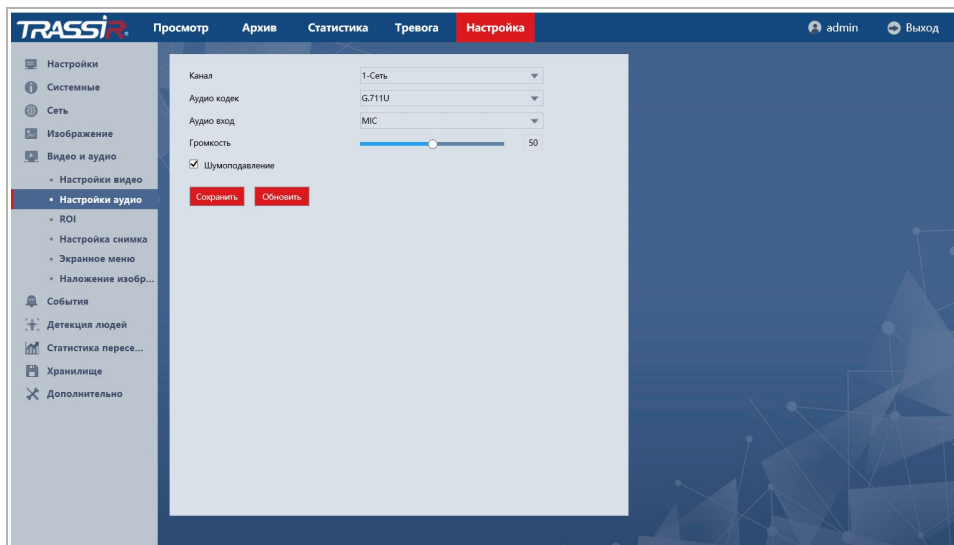 TRASSIR
Просмотр Архив Статистика Тревога Настройка admin Выход
Настройки
Системные
Сеть
Изображение
Видео и аудио
Настройки видео
Настройки аудио
ROI
Настройка снимка
Экранное меню
Наложение изобр...
События
Детекция людей
Статистика пересе...
Хранилище
Дополнительно
Канал 1-Сеть
Аудио кодек G.711U
Аудио вход MIC
Громкость 50
Шумоподавление
Сохранить Обновить